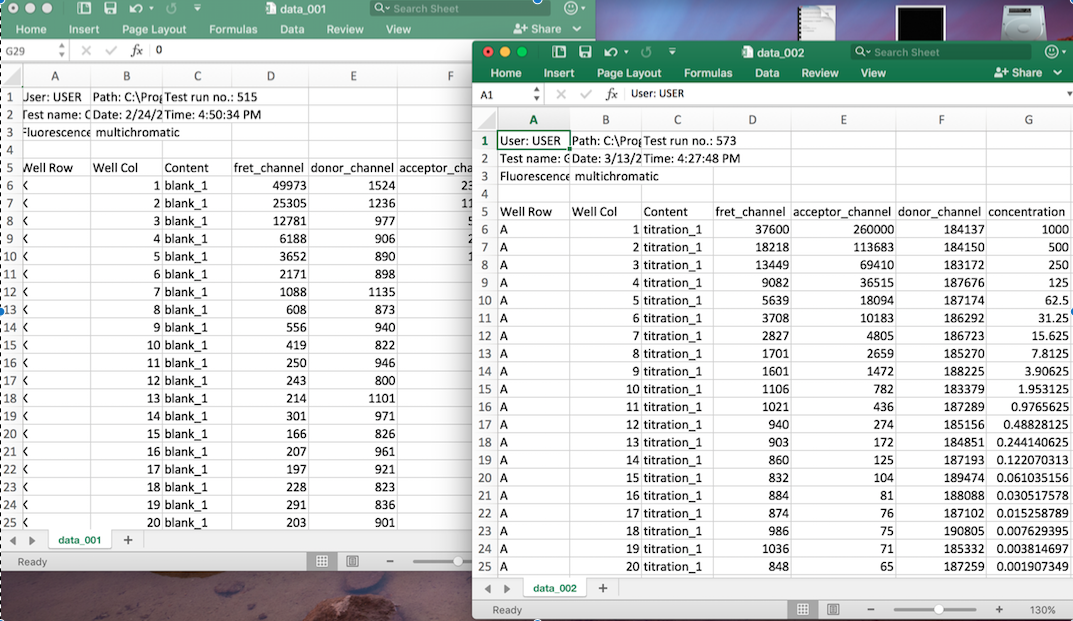 data_001
Search Sheet
Home Insert Page Layout Formulas Data Review View Share
G29 fx 0
A B C D E F
1 User: USER Path: C:\Prog Test run no.: 515
2 Test name: Date: 2/24/2 Time: 4:50:34 PM
3 Fluorescence multichromatic
4
5 Well Row Well Col Content fret_channel donor_channel acceptor_cha
6 K 1 blank_1 49973 1524 23
7 K 2 blank_1 25305 1236 11
8 K 3 blank_1 12781 977
9 K 4 blank_1 6188 906
10 K 5 blank_1 3652 890
11 K 6 blank_1 2171 898
12 K 7 blank_1 1088 1135
13 K 8 blank_1 608 873
14 K 9 blank_1 556 940
15 K 10 blank_1 419 822
16 K 11 blank_1 250 946
17 K 12 blank_1 243 800
18 K 13 blank_1 214 1101
19 K 14 blank_1 301 971
20 K 15 blank_1 166 826
21 K 16 blank_1 207 961
22 K 17 blank_1 197 921
23 K 18 blank_1 228 823
24 K 19 blank_1 291 836
25 K 20 blank_1 203 901
data_001 +
Ready
data_002
Search Sheet
Home Insert Page Layout Formulas Data Review View Share
A1 fx User: USER
A B C D E F G
1 User: USER Path: C:\Prog Test run no.: 573
2 Test name: Date: 3/13/2 Time: 4:27:48 PM
3 Fluorescence multichromatic
4
5 Well Row Well Col Content fret_channel acceptor_channel donor_channel concentration
6 A 1 titration_1 37600 260000 184137 1000
7 A 2 titration_1 18218 113683 184150 500
8 A 3 titration_1 13449 69410 183172 250
9 A 4 titration_1 9082 36515 187676 125
10 A 5 titration_1 5639 18094 187174 62.5
11 A 6 titration_1 3708 10183 186292 31.25
12 A 7 titration_1 2827 4805 186723 15.625
13 A 8 titration_1 1701 2659 185270 7.8125
14 A 9 titration_1 1601 1472 188225 3.90625
15 A 10 titration_1 1106 782 183379 1.953125
16 A 11 titration_1 1021 436 187289 0.9765625
17 A 12 titration_1 940 274 185156 0.48828125
18 A 13 titration_1 903 172 184851 0.244140625
19 A 14 titration_1 860 125 187193 0.122070313
20 A 15 titration_1 832 104 189474 0.061035156
21 A 16 titration_1 884 81 188088 0.030517578
22 A 17 titration_1 874 76 187102 0.015258789
23 A 18 titration_1 986 75 190805 0.007629395
24 A 19 titration_1 1036 71 185332 0.003814697
25 A 20 titration_1 848 65 187259 0.001907349
data_002 +
Ready 130%